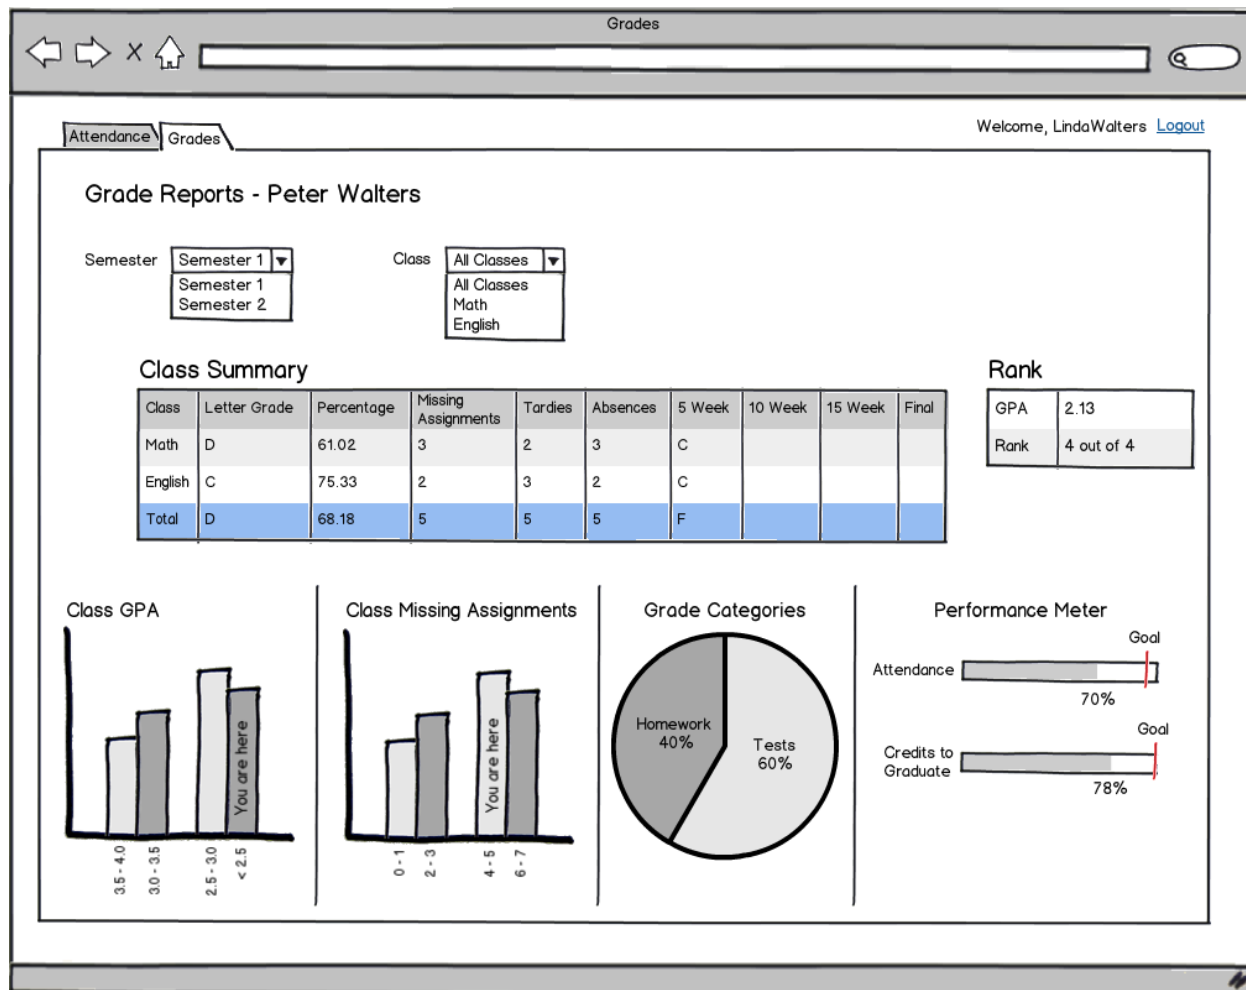 Grades
Welcome, LindaWalters Logout
Attendance Grades
Grade Reports - Peter Walters
Semester Semester 1 Class All Classes
Semester 1 All Classes
Semester 2 Math
English
Class Summary Rank
Class Letter Grade Percentage Missing Assignments Tardies Absences 5 Week 10 Week 15 Week Final
Math D 61.02 3 2 3 C
English C 75.33 2 3 2 C
Total D 68.18 5 5 5 F
GPA 2.13
Rank 4 out of 4
Class GPA
You are here
3.5 - 4.0
3.0 - 3.5
2.5 - 3.0
< 2.5
Class Missing Assignments
You are here
0 - 1
2 - 3
4 - 5
6 - 7
Grade Categories
Homework
40%
Tests
60%
Performance Meter
Goal
Attendance
70%
Goal
Credits to
Graduate
78%